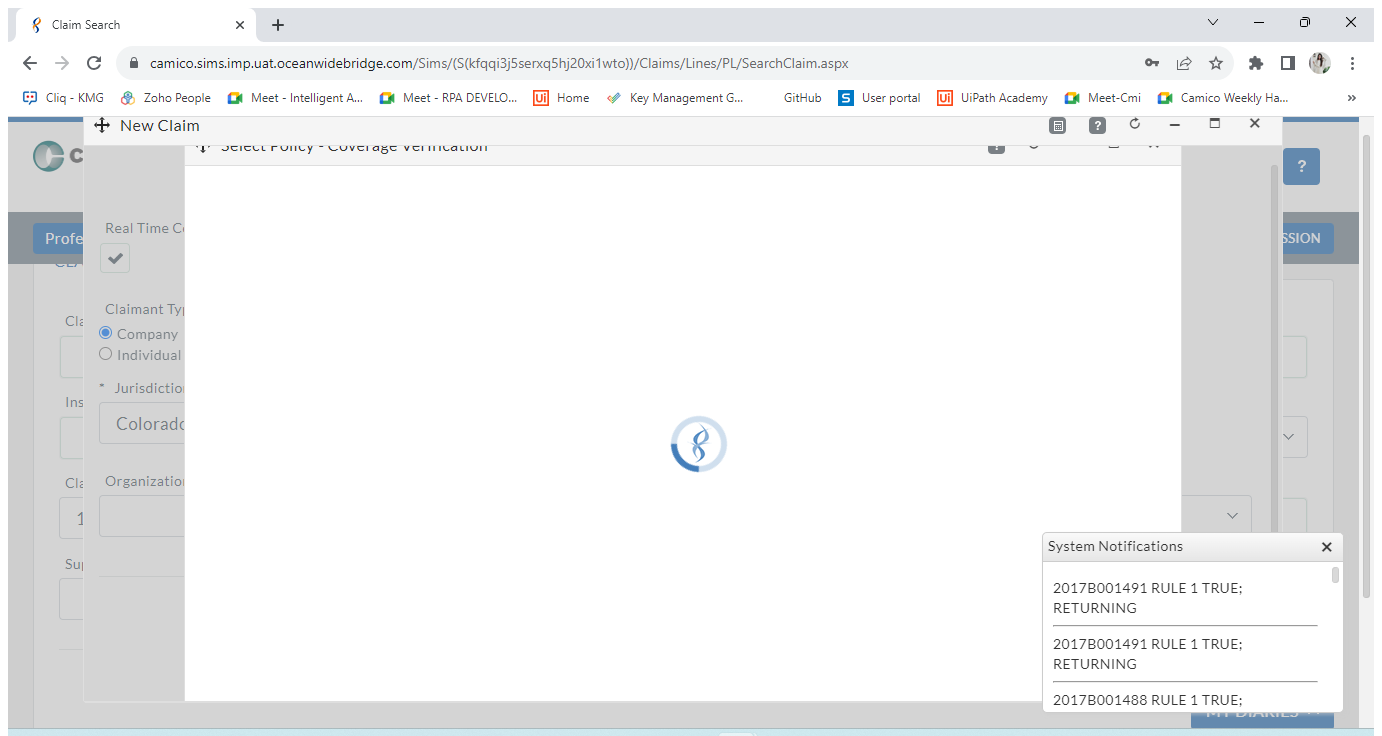 Claim Search
camico.sims.imp.uat.oceanwidebridge.com/Sims/(S(kfqqi3j5serxq5hj20xi1wto))/Claims/Lines/PL/SearchClaim.aspx
Cliq - KMG Zoho People Meet - Intelligent A... Meet - RPA DEVELO... Ui Home Key Management G... GitHub S User portal Ui UiPath Academy Meet-Cmi Camico Weekly Ha... »
New Claim ?
Select Policy - Coverage Verification ?
C ?
Real Time Co
Profe SSION
CLA
Claimant Typ
Cla
Company
Individual
* Jurisdiction
Ins
Colorado
Organization
Cla
1
System Notifications
Sup
2017B001491 RULE 1 TRUE;
RETURNING
2017B001491 RULE 1 TRUE;
RETURNING
2017B001488 RULE 1 TRUE;
MY DIARIES